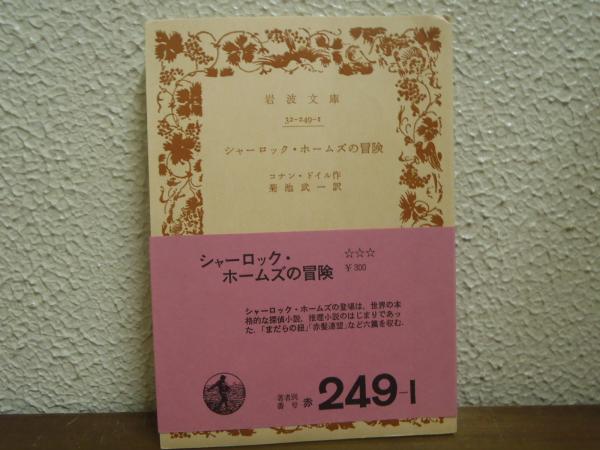 岩波文庫
32-249-1
シャーロック・ホームズの冒険
コナン・ドイル作
菊池武一訳
シャーロック・
ホームズの冒険
☆☆☆
¥300
シャーロック・ホームズの登場は、世界の本
格的な探偵小説、推理小説のはじまりであっ
た。「まだらの紐」「赤髪連盟」など六篇を収む.
著者別
番号
赤 249-1